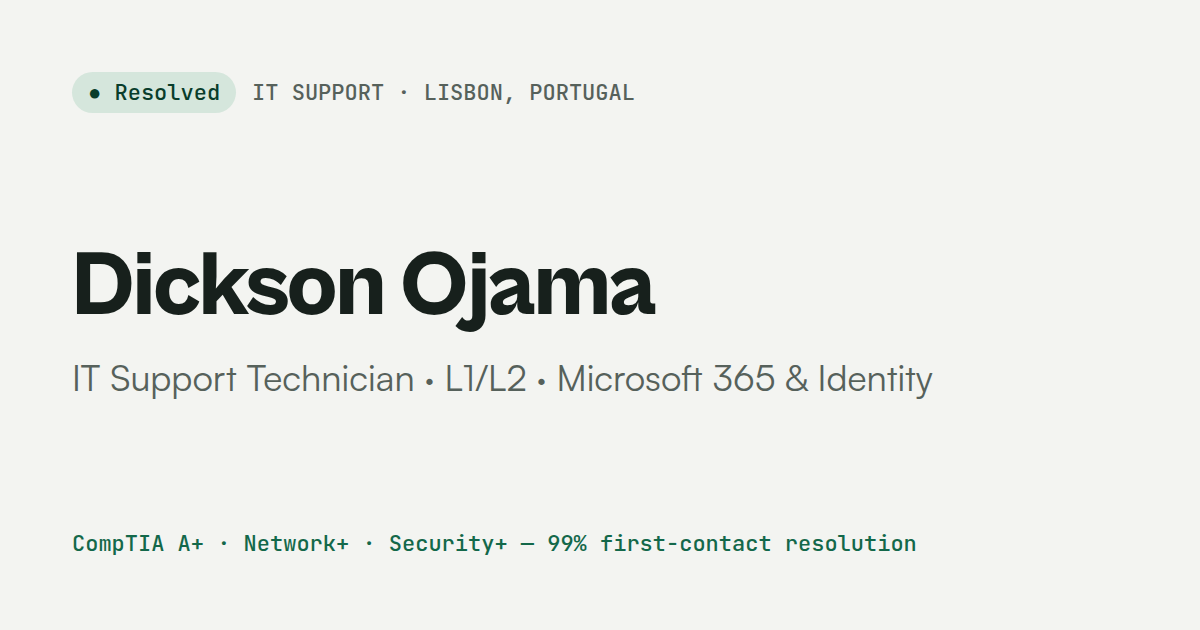 ● Resolved IT SUPPORT · LISBON, PORTUGAL
Dickson Ojama
IT Support Technician • L1/L2 • Microsoft 365 & Identity
CompTIA A+ · Network+ · Security+ — 99% first-contact resolution